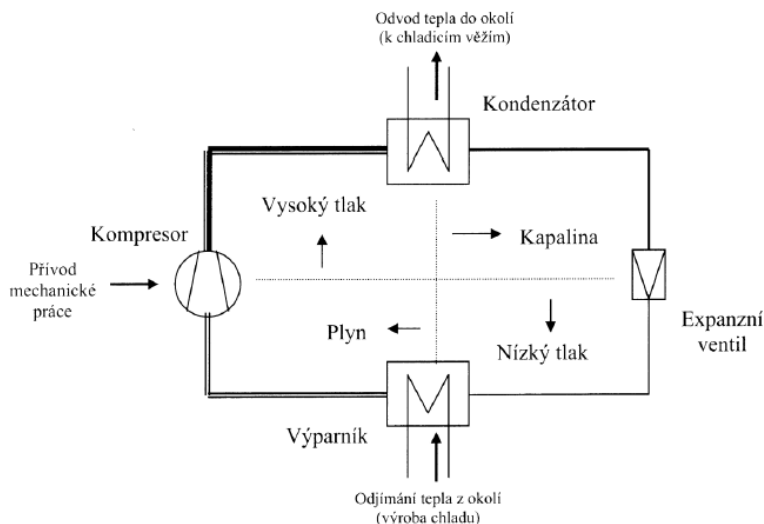 Odvod tepla do okolí
(k chladicím věžím)
Kondenzátor
Vysoký tlak
Kompresor
Kapalina
Přívod
mechanické
práce
Expanzní
ventil
Plyn
Nízký tlak
Výparník
Odjímání tepla z okolí
(výroba chladu)